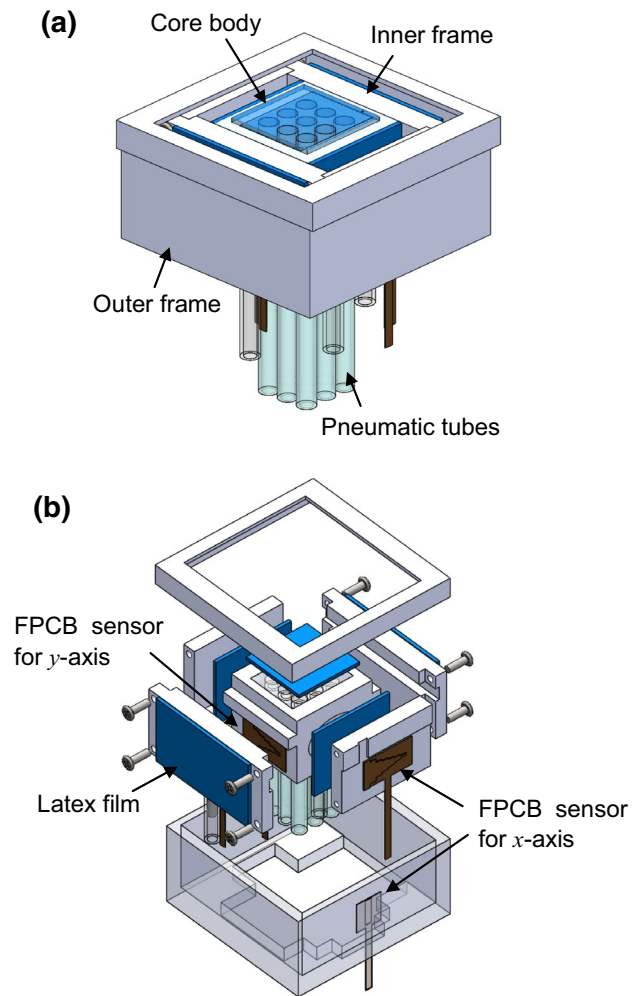 (a)
Core body
Inner frame
Outer frame
Pneumatic tubes
(b)
FPCB sensor
for y-axis
Latex film
FPCB sensor
for x-axis